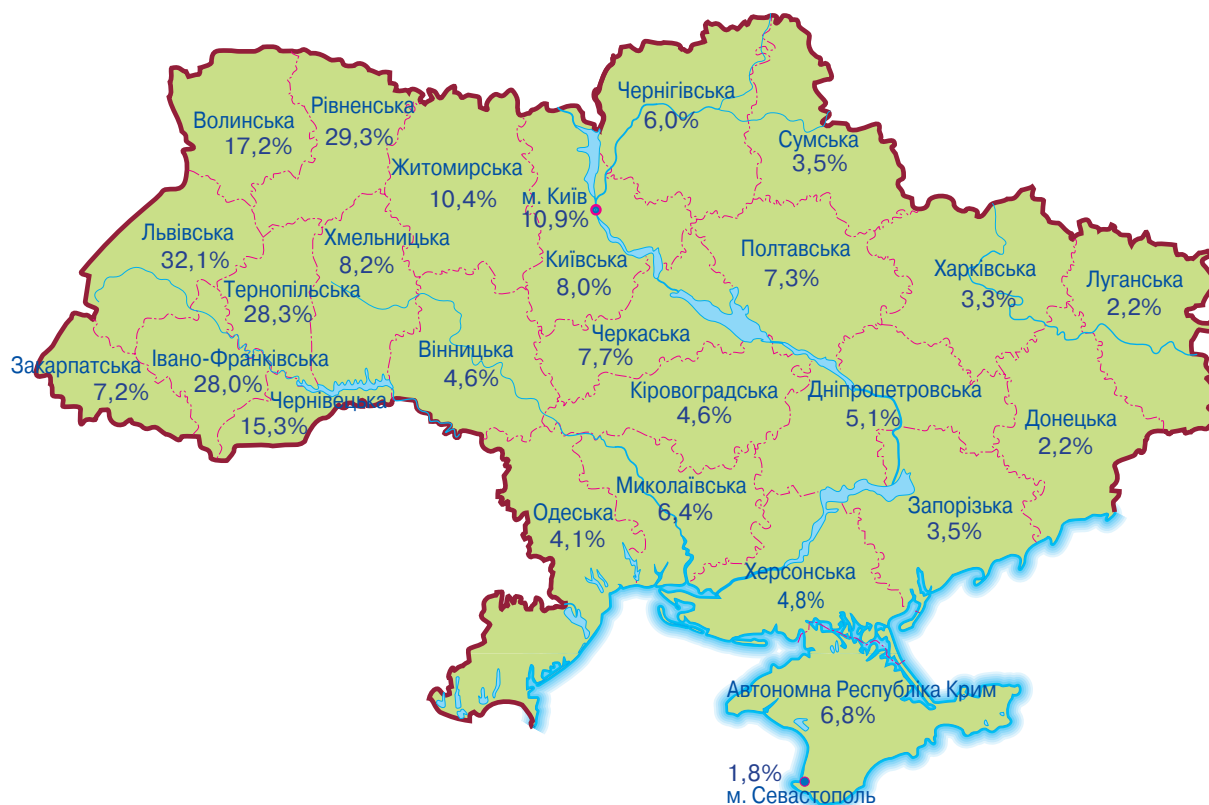 Чернігівська
6,0%
Рівненська
29,3%
Волинська
17,2%
Сумська
3,5%
Житомирська
10,4%
м. Київ
10,9%
Львівська
32,1%
Хмельницька
8,2%
Київська
8,0%
Полтавська
7,3%
Харківська
3,3%
Луганська
2,2%
Тернопільська
28,3%
Черкаська
7,7%
Вінницька
4,6%
Закарпатська
7,2%
Івано-Франківська
28,0%
Чернівецька
15,3%
Кіровоградська
4,6%
Дніпропетровська
5,1%
Донецька
2,2%
Миколаївська
6,4%
Одеська
4,1%
Запорізька
3,5%
Херсонська
4,8%
Автономна Республіка Крим
6,8%
1,8%
м. Севастополь